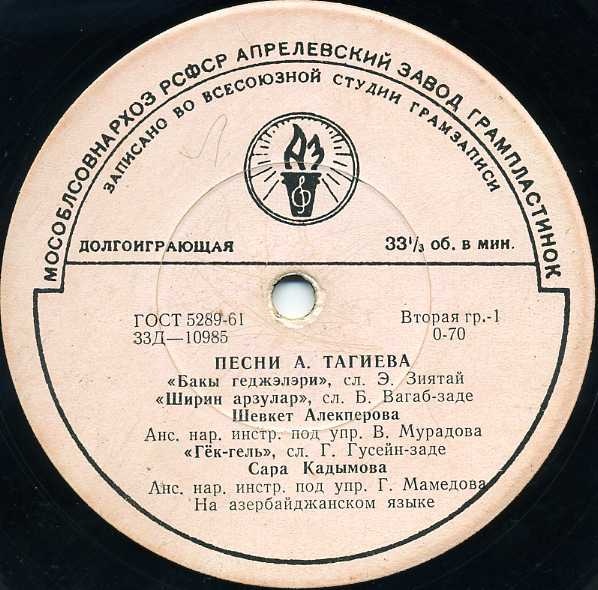 МОСОБЛСОВНАРХОЗ РСФСР АПРЕЛЕВСКИЙ ЗАВОД ГРАМПЛАСТИНОК
ЗАПИСАНО ВО ВСЕСОЮЗНОЙ СТУДИИ ГРАМЗАПИСИ
АЗ
ДОЛГОИГРАЮЩАЯ 33⅓ об. в мин.
ГОСТ 5289-61 Вторая гр.-1
33Д—10985 0-70
ПЕСНИ А. ТАГИЕВА
«Бакы геджэлэри», сл. Э. Зиятай
«Ширин арзулар», сл. Б. Вагаб-заде
Шевкет Алекперова
Анс. нар. инстр. под упр. В. Мурадова
«Гёк-гель», сл. Г. Гусейн-заде
Сара Кадымова
Анс. нар. инстр. под упр. Г. Мамедова
На азербайджанском языке